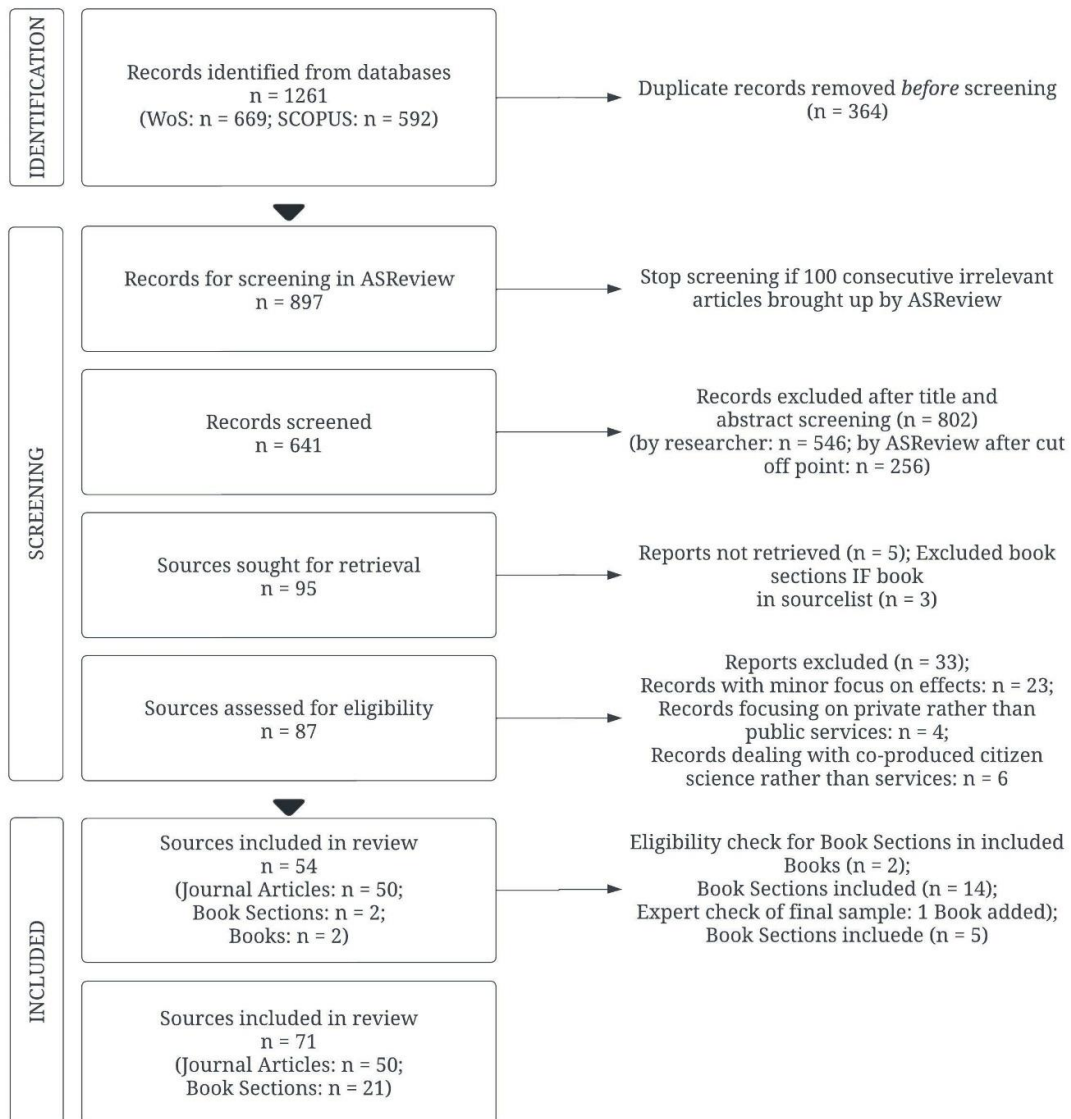 IDENTIFICATION
Records identified from databases
n = 1261
(WoS: n = 669; SCOPUS: n = 592)
Duplicate records removed before screening
(n = 364)
SCREENING
Records for screening in ASReview
n = 897
Stop screening if 100 consecutive irrelevant
articles brought up by ASReview
Records screened
n = 641
Records excluded after title and
abstract screening (n = 802)
(by researcher: n = 546; by ASReview after cut
off point: n = 256)
Sources sought for retrieval
n = 95
Reports not retrieved (n = 5); Excluded book
sections IF book
in sourcelist (n = 3)
Sources assessed for eligibility
n = 87
Reports excluded (n = 33);
Records with minor focus on effects: n = 23;
Records focusing on private rather than
public services: n = 4;
Records dealing with co-produced citizen
science rather than services: n = 6
INCLUDED
Sources included in review
n = 54
(Journal Articles: n = 50;
Book Sections: n = 2;
Books: n = 2)
Eligibility check for Book Sections in included
Books (n = 2);
Book Sections included (n = 14);
Expert check of final sample: 1 Book added);
Book Sections incluede (n = 5)
Sources included in review
n = 71
(Journal Articles: n = 50;
Book Sections: n = 21)